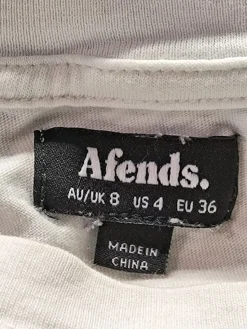 Afends.
AU/UK 8 US 4 EU 36
MADE IN
CHINA